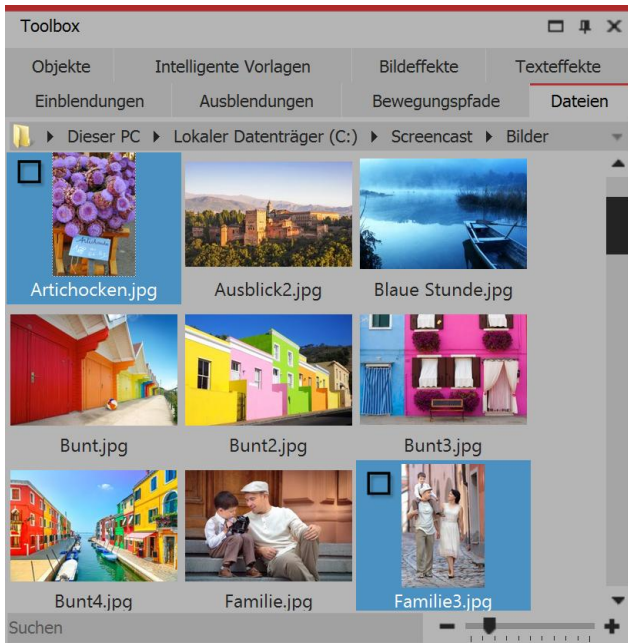 Toolbox
Objekte Intelligente Vorlagen Bildeffekte Texteffekte
Einblendungen Ausblendungen Bewegungspfade Dateien
Dieser PC Lokaler Datenträger (C:) Screencast Bilder
Artichocken.jpg Ausblick2.jpg Blaue Stunde.jpg
Bunt.jpg Bunt2.jpg Bunt3.jpg
Bunt4.jpg Familie.jpg Familie3.jpg
Suchen